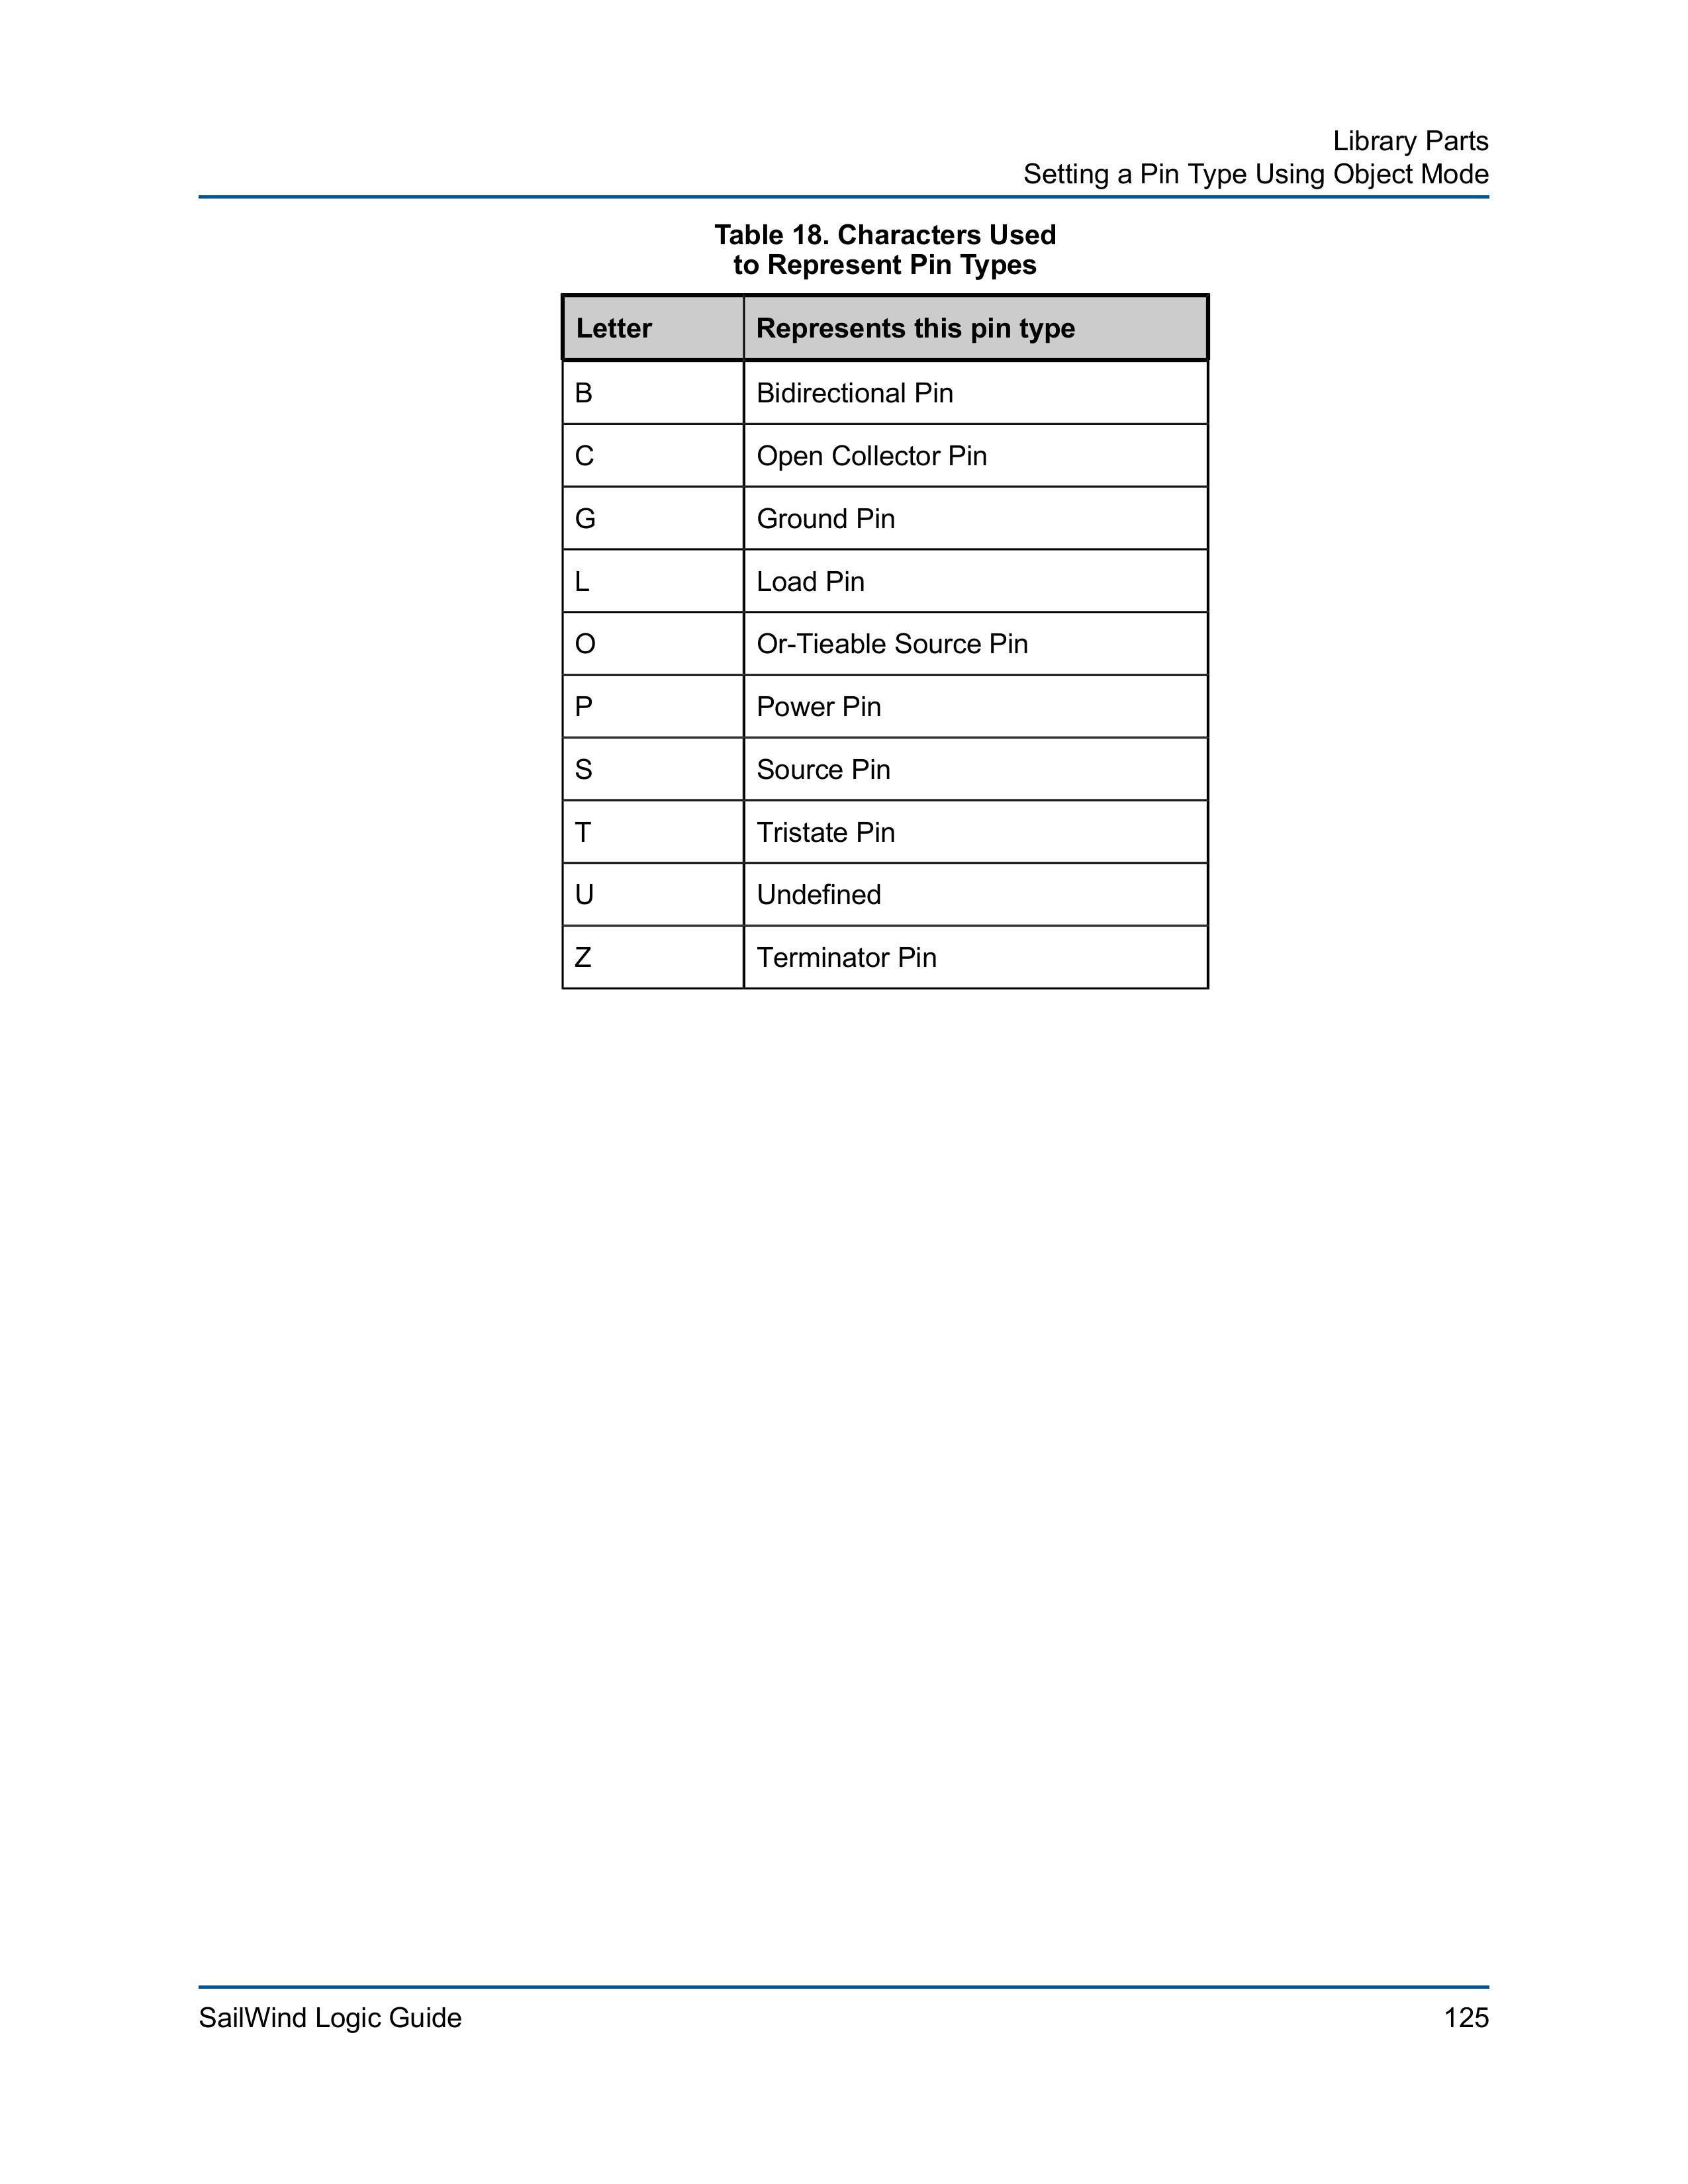 Library Parts
Setting a Pin Type Using Object Mode
Table 18. Characters Used
to Represent Pin Types
Letter Represents this pin type
B Bidirectional Pin
C Open Collector Pin
G Ground Pin
L Load Pin
O Or-Tieable Source Pin
P Power Pin
S Source Pin
T Tristate Pin
U Undefined
Z Terminator Pin
SailWind Logic Guide 125